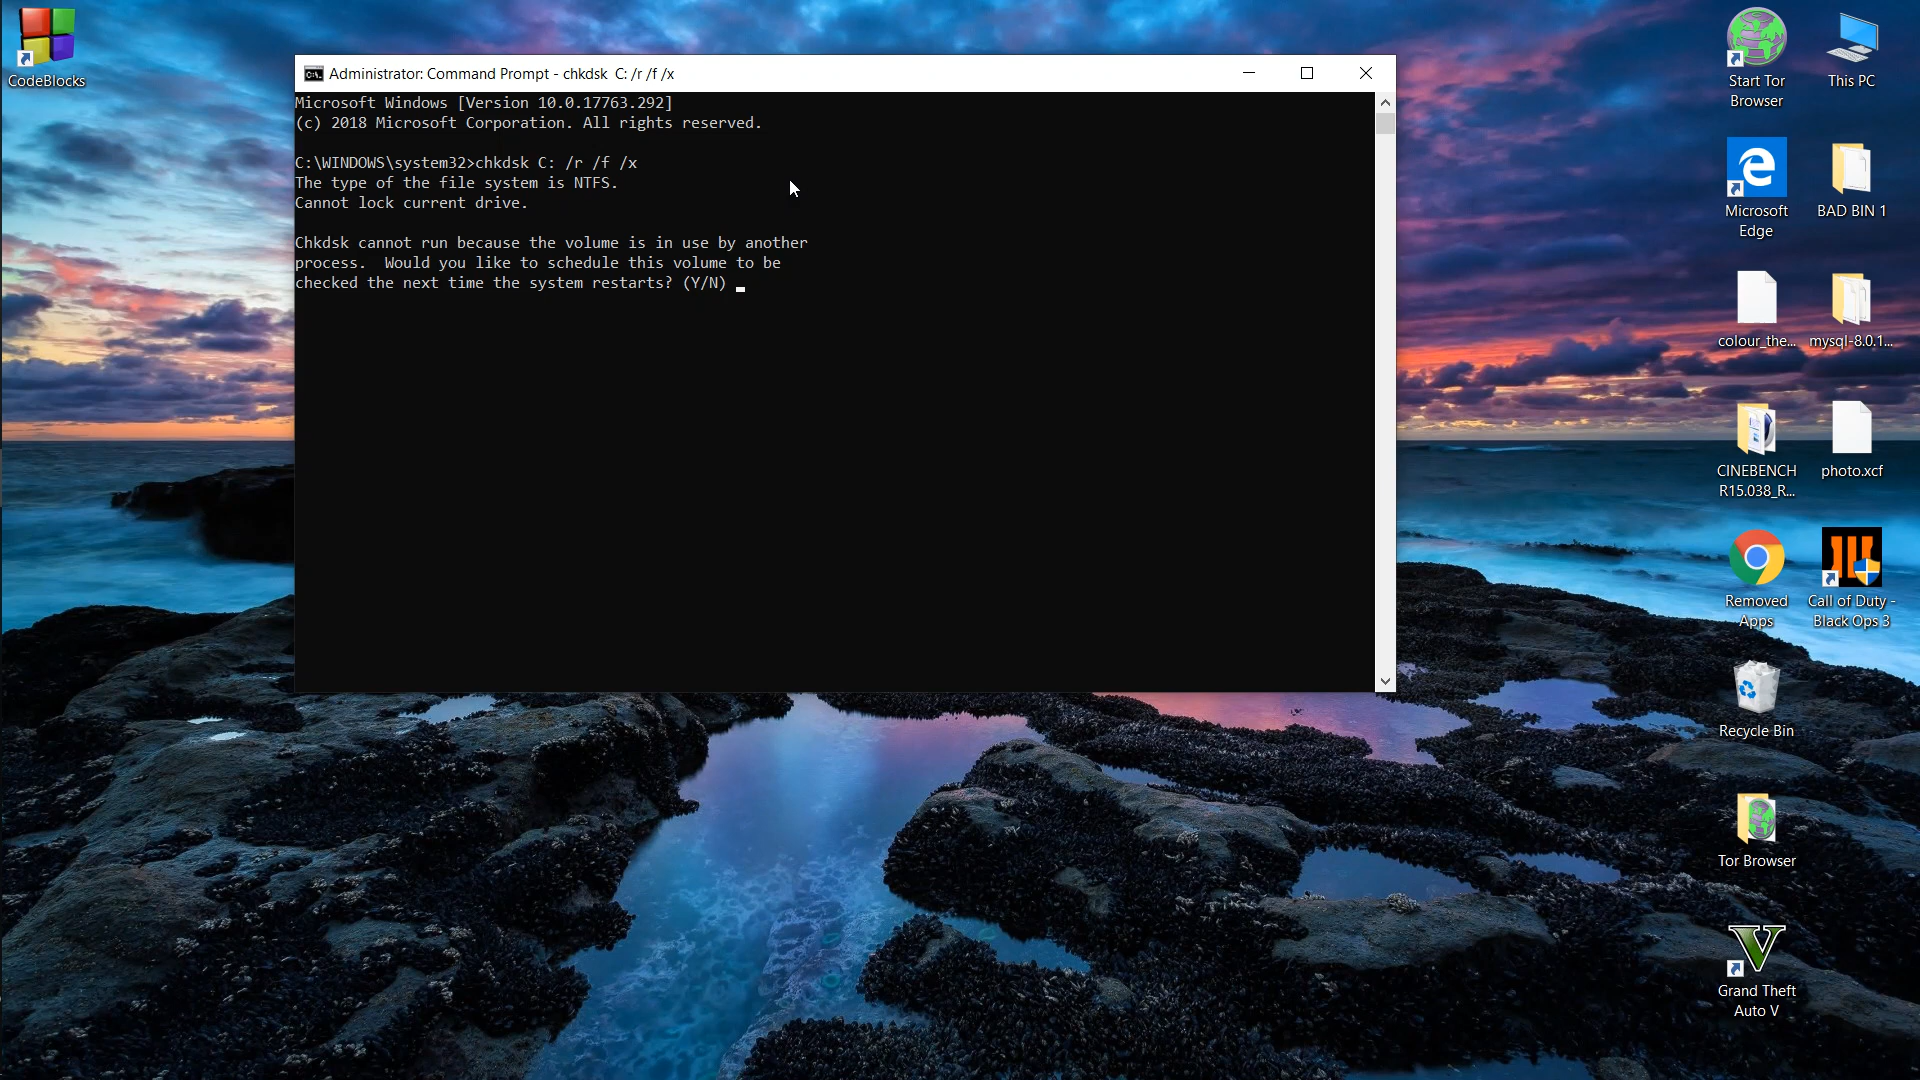 CodeBlocks
Administrator: Command Prompt - chkdsk  C: /r /f /x
Microsoft Windows [Version 10.0.17763.292]
(c) 2018 Microsoft Corporation. All rights reserved.
C:\WINDOWS\system32>chkdsk C: /r /f /x
The type of the file system is NTFS.
Cannot lock current drive.
Chkdsk cannot run because the volume is in use by another
process.  Would you like to schedule this volume to be
checked the next time the system restarts? (Y/N)
Start Tor
Browser
This PC
Microsoft
Edge
BAD BIN 1
colour_the...
mysql-8.0.1...
CINEBENCH
R15.038_R...
photo.xcf
Removed
Apps
Call of Duty -
Black Ops 3
Recycle Bin
Tor Browser
Grand Theft
Auto V